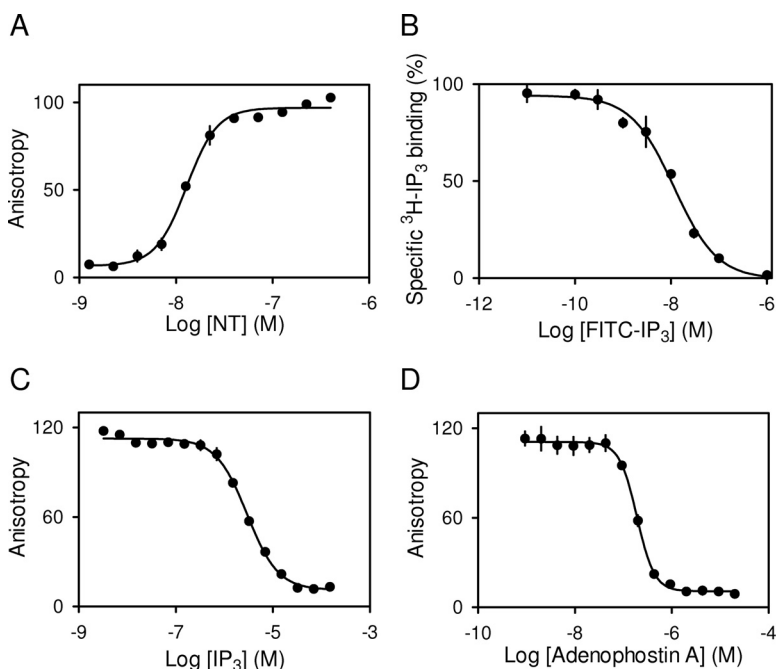 A
Anisotropy
100
50
0
-9
-8
-7
-6
Log [NT] (M)
B
Specific ³H-IP₃ binding (%)
100
50
0
-12
-10
-8
-6
Log [FITC-IP₃] (M)
C
Anisotropy
120
60
0
-9
-7
-5
-3
Log [IP₃] (M)
D
Anisotropy
120
60
0
-10
-8
-6
-4
Log [Adenophostin A] (M)